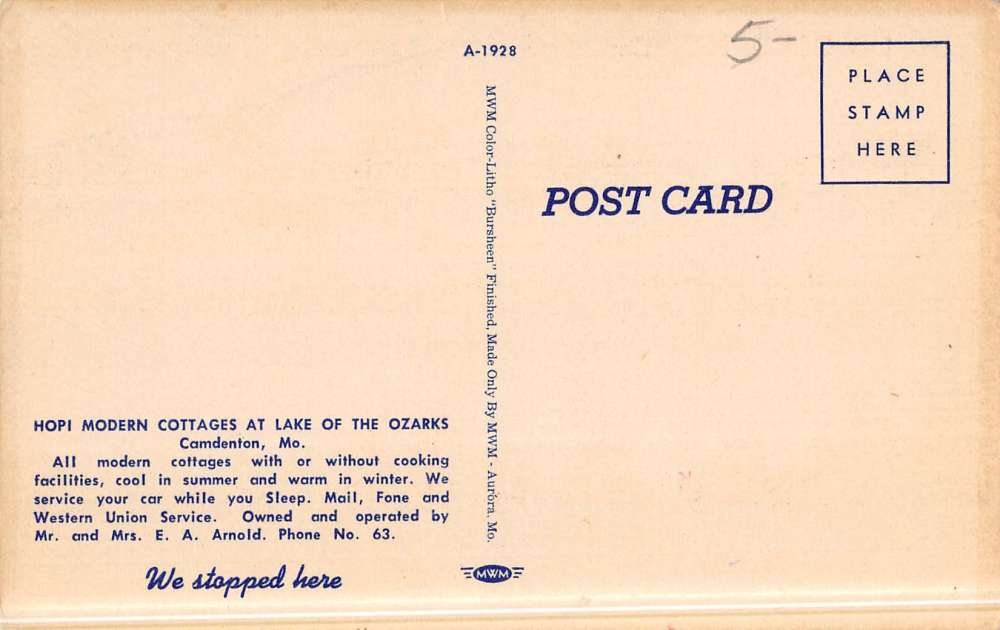 A-1928
5-
PLACE
STAMP
HERE
POST CARD
MWM Color-Litho "Bursheen" Finished, Made Only By MWM - Aurora, Mo.
HOPI MODERN COTTAGES AT LAKE OF THE OZARKS
Camdenton, Mo.
All modern cottages with or without cooking
facilities, cool in summer and warm in winter. We
service your car while you Sleep. Mail, Fone and
Western Union Service. Owned and operated by
Mr. and Mrs. E. A. Arnold. Phone No. 63.
We stopped here
MWM